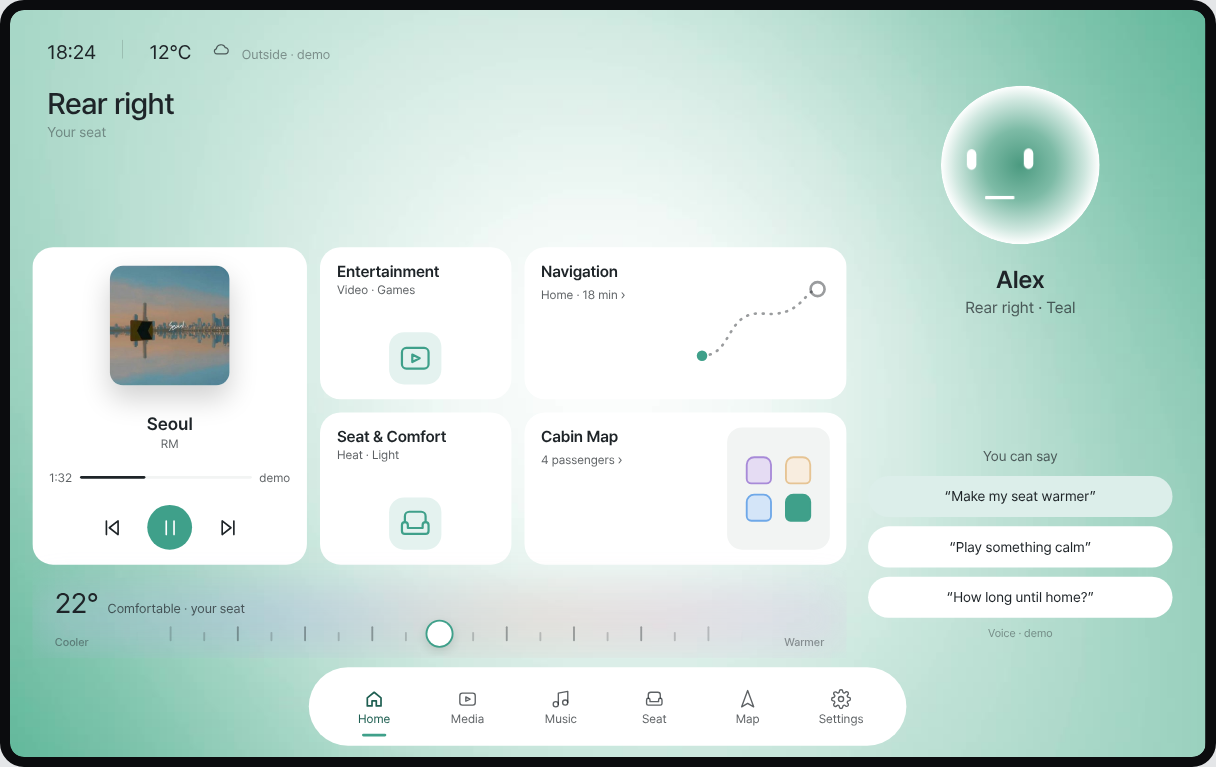 18:24
12°C
Outside · demo
Rear right
Your seat
Seoul
Seoul
RM
1:32
demo
Entertainment
Video · Games
Navigation
Home · 18 min ›
Seat & Comfort
Heat · Light
Cabin Map
4 passengers ›
22°
Comfortable · your seat
Cooler
Warmer
Alex
Rear right · Teal
You can say
“Make my seat warmer”
“Play something calm”
“How long until home?”
Voice · demo
Home
Media
Music
Seat
Map
Settings